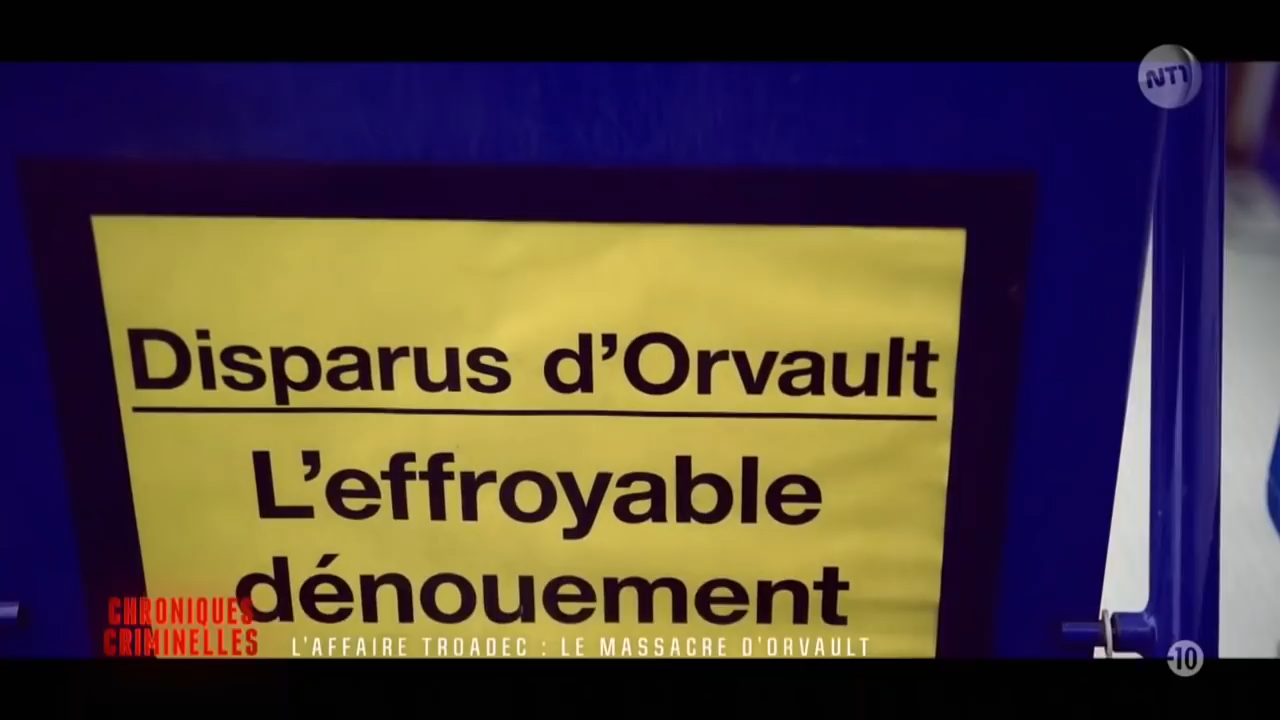 NT1
Disparus d'Orvault
L'effroyable
dénouement
CHRONIQUES
CRIMINELLES
L'AFFAIRE TROADEC : LE MASSACRE D'ORVAULT
-10